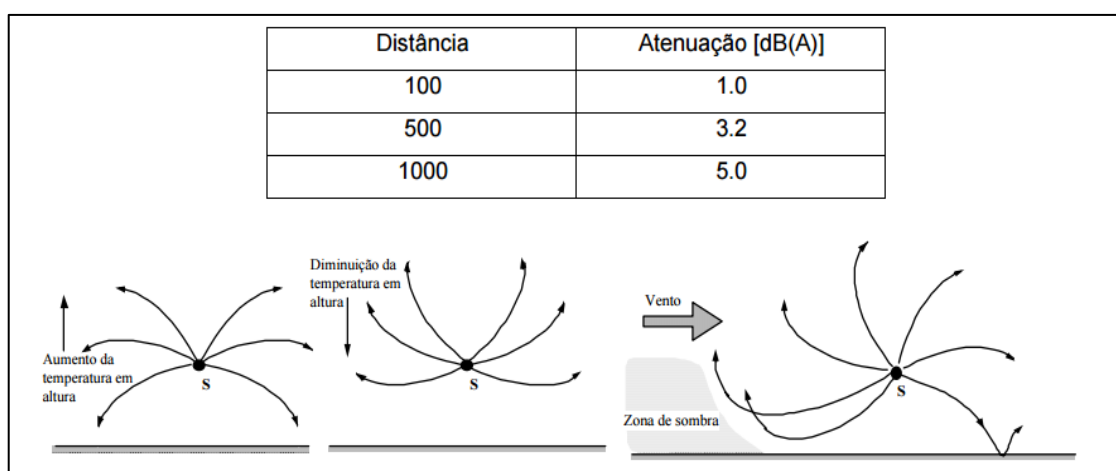 Distância Atenuação [dB(A)]
100 1.0
500 3.2
1000 5.0
Aumento da
temperatura em
altura
S
Diminuição da
temperatura em
altura
S
Vento
Zona de sombra
S